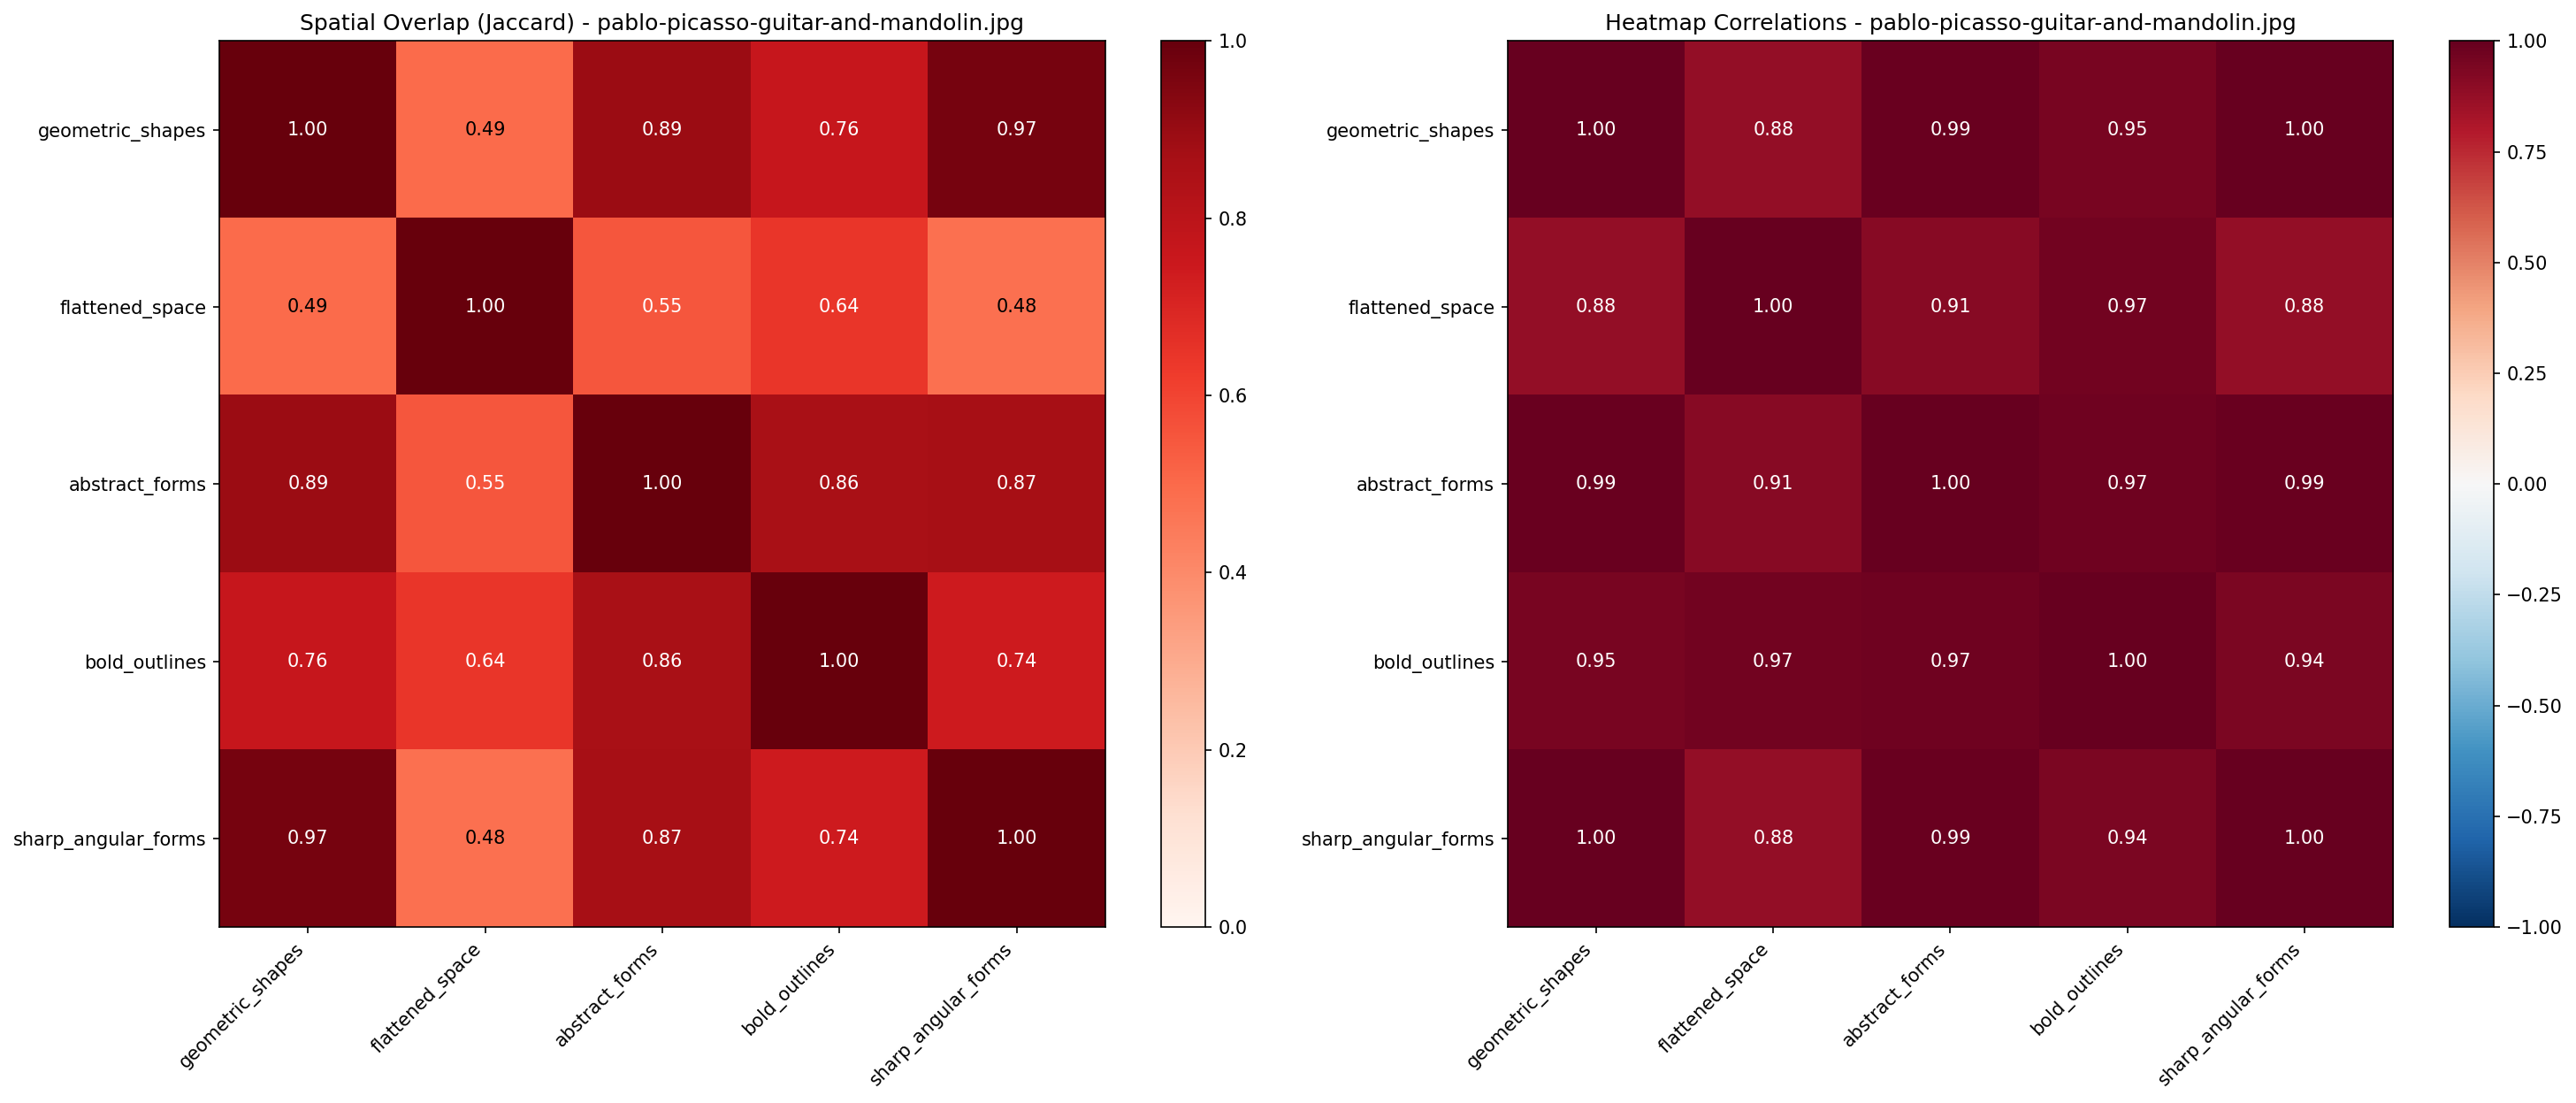 Spatial Overlap (Jaccard) - pablo-picasso-guitar-and-mandolin.jpg
geometric_shapes 1.00 0.49 0.89 0.76 0.97
flattened_space 0.49 1.00 0.55 0.64 0.48
abstract_forms 0.89 0.55 1.00 0.86 0.87
bold_outlines 0.76 0.64 0.86 1.00 0.74
sharp_angular_forms 0.97 0.48 0.87 0.74 1.00
geometric_shapes
flattened_space
abstract_forms
bold_outlines
sharp_angular_forms
1.0
0.8
0.6
0.4
0.2
0.0
Heatmap Correlations - pablo-picasso-guitar-and-mandolin.jpg
geometric_shapes 1.00 0.88 0.99 0.95 1.00
flattened_space 0.88 1.00 0.91 0.97 0.88
abstract_forms 0.99 0.91 1.00 0.97 0.99
bold_outlines 0.95 0.97 0.97 1.00 0.94
sharp_angular_forms 1.00 0.88 0.99 0.94 1.00
geometric_shapes
flattened_space
abstract_forms
bold_outlines
sharp_angular_forms
1.00
0.75
0.50
0.25
0.00
−0.25
−0.50
−0.75
−1.00